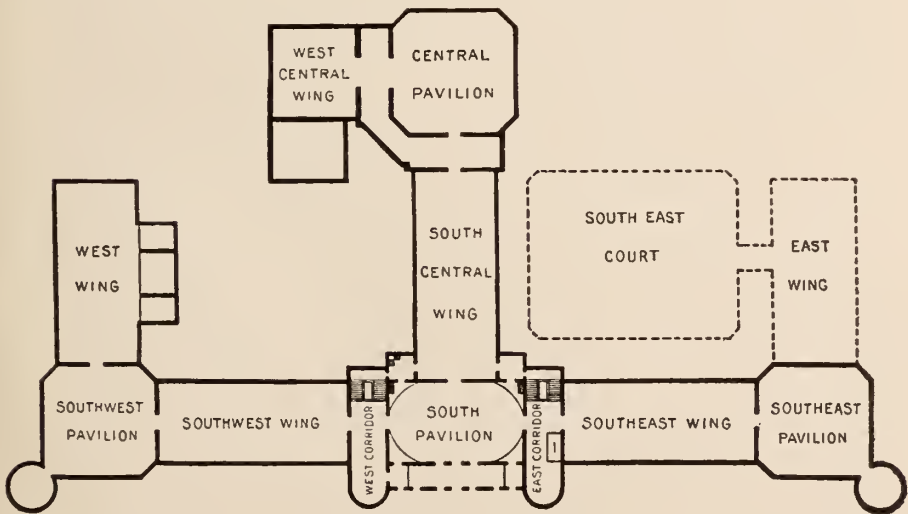 WEST
CENTRAL
WING
CENTRAL
PAVILION
WEST
WING
SOUTH
CENTRAL
WING
SOUTH EAST
COURT
EAST
WING
SOUTHWEST
PAVILION
SOUTHWEST WING
WEST CORRIDOR
SOUTH
PAVILION
EAST CORRIDOR
1
SOUTHEAST WING
SOUTHEAST
PAVILION